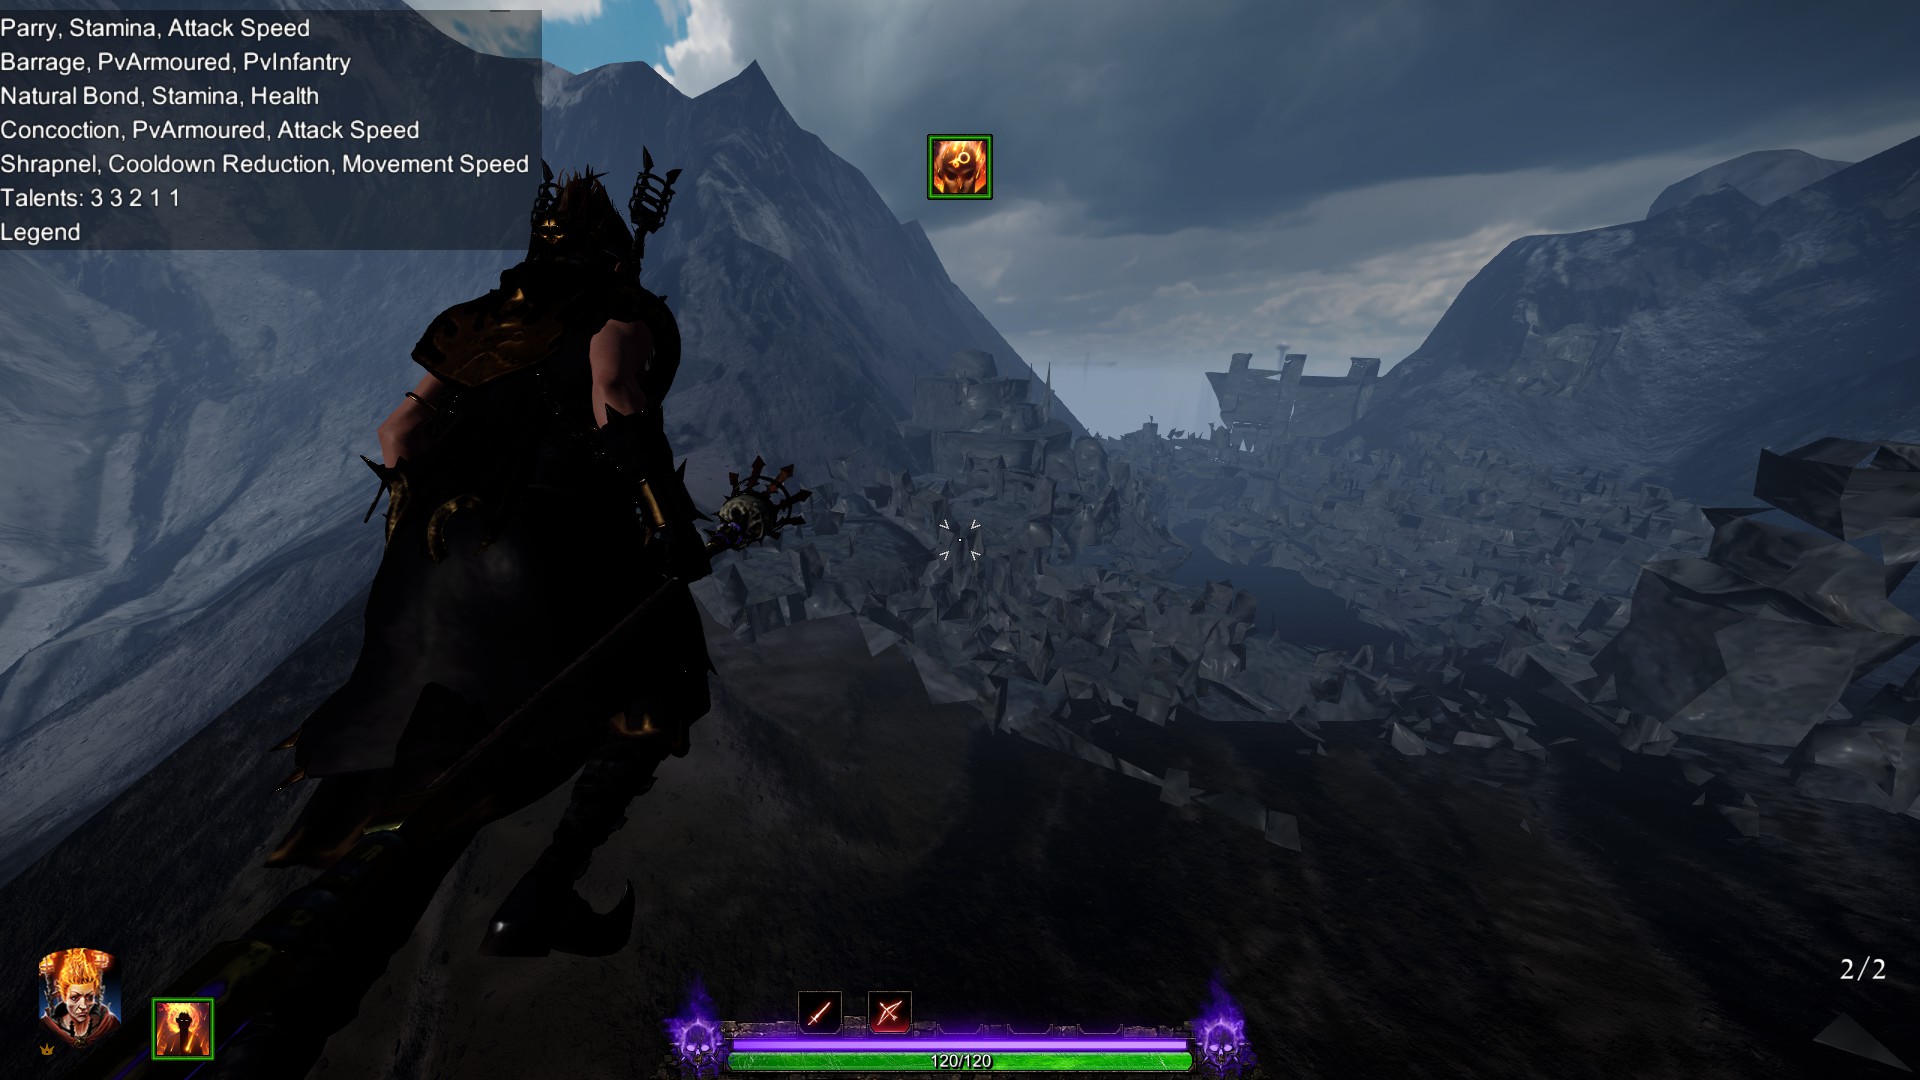 Parry, Stamina, Attack Speed
Barrage, PvArmoured, PvInfantry
Natural Bond, Stamina, Health
Concoction, PvArmoured, Attack Speed
Shrapnel, Cooldown Reduction, Movement Speed
Talents: 3 3 2 1 1
Legend
2/2
120/120